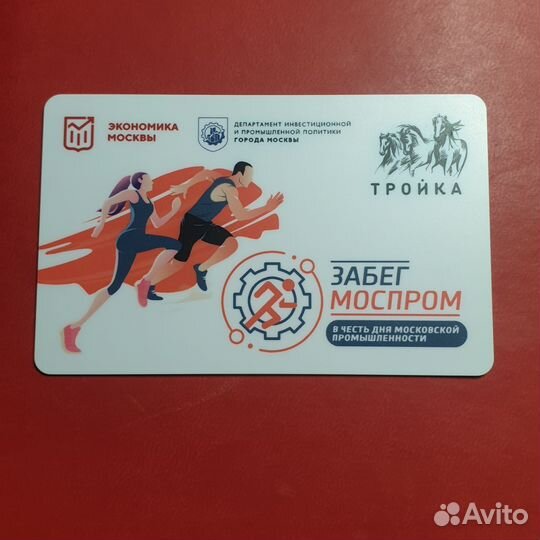 ЭКОНОМИКА
МОСКВЫ
ДЕПАРТАМЕНТ ИНВЕСТИЦИОННОЙ
И ПРОМЫШЛЕННОЙ ПОЛИТИКИ
ГОРОДА МОСКВЫ
ТРОЙКА
ЗАБЕГ
МОСПРОМ
В ЧЕСТЬ ДНЯ МОСКОВСКОЙ
ПРОМЫШЛЕННОСТИ
Avito